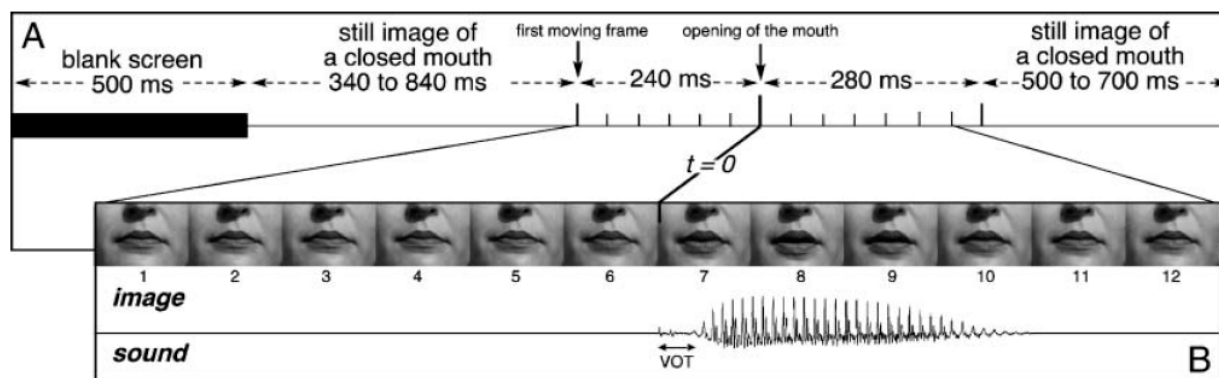 A
blank screen
500 ms
still image of
a closed mouth
340 to 840 ms
first moving frame
240 ms
opening of the mouth
280 ms
still image of
a closed mouth
500 to 700 ms
t = 0
1 2 3 4 5 6 7 8 9 10 11 12
image
sound
VOT
B